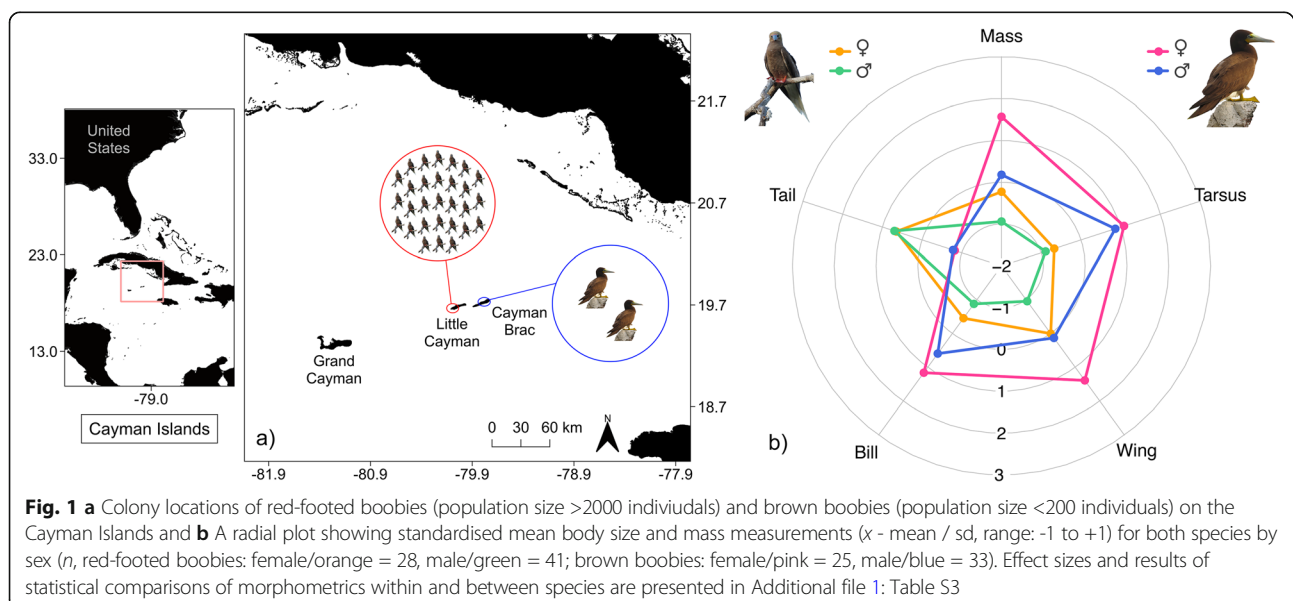 United
States
33.0
23.0
13.0
-79.0
Cayman Islands
21.7
20.7
19.7
18.7
Little
Cayman
Cayman
Brac
Grand
Cayman
0 30 60 km
N
a)
-81.9 -80.9 -79.9 -78.9 -77.9
♀
♂
Mass
♀
♂
Tail
Tarsus
-2
-1
0
1
2
3
Bill
Wing
b)
Fig. 1 a Colony locations of red-footed boobies (population size >2000 indiviudals) and brown boobies (population size <200 individuals) on the
Cayman Islands and b A radial plot showing standardised mean body size and mass measurements (x - mean / sd, range: -1 to +1) for both species by
sex (n, red-footed boobies: female/orange = 28, male/green = 41; brown boobies: female/pink = 25, male/blue = 33). Effect sizes and results of
statistical comparisons of morphometrics within and between species are presented in Additional file 1: Table S3